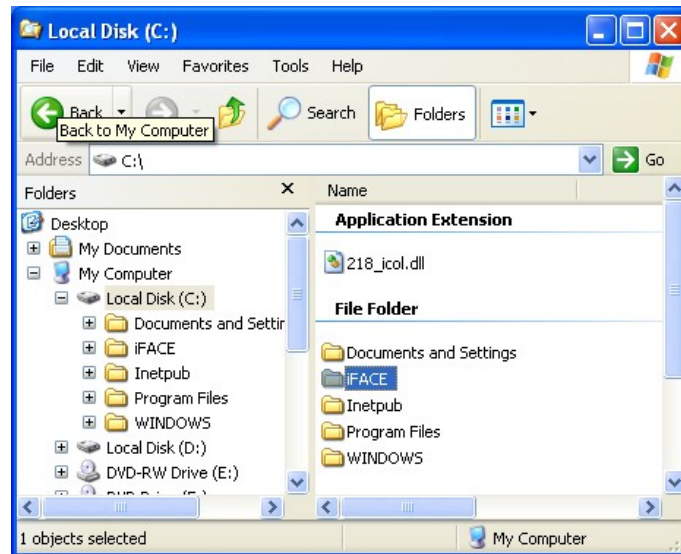 Local Disk (C:)
File Edit View Favorites Tools Help
Back Search Folders
Back to My Computer
Address C:\ Go
Folders x Name
Desktop
My Documents
My Computer
Local Disk (C:)
Documents and Settir
iFACE
Inetpub
Program Files
WINDOWS
Local Disk (D:)
DVD-RW Drive (E:)
Application Extension
218_icol.dll
File Folder
Documents and Settings
iFACE
Inetpub
Program Files
WINDOWS
1 objects selected My Computer